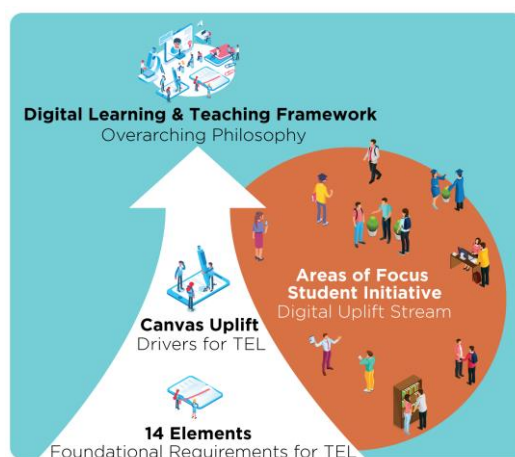 Digital Learning & Teaching Framework
Overarching Philosophy
Areas of Focus
Student Initiative
Digital Uplift Stream
Canvas Uplift
Drivers for TEL
14 Elements
Foundational Requirements for TEL